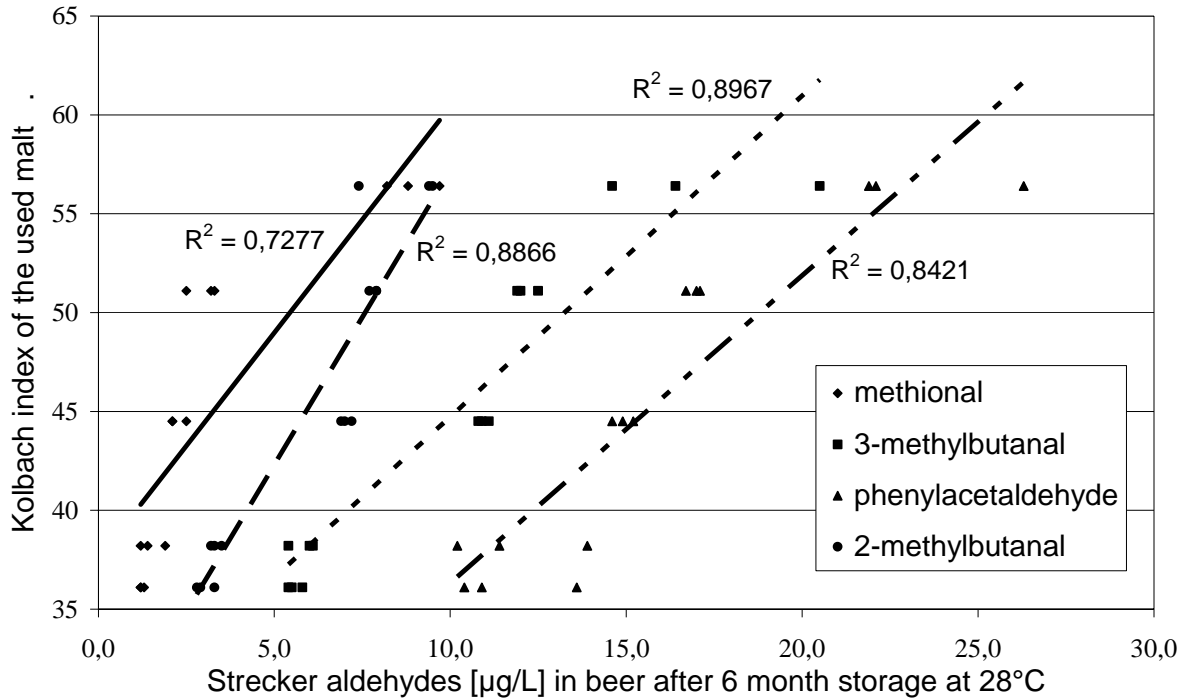 65
60
55
50
45
40
35
Kolbach index of the used malt .
R² = 0,7277
R² = 0,8866
R² = 0,8967
R² = 0,8421
methional
3-methylbutanal
phenylacetaldehyde
2-methylbutanal
0,0 5,0 10,0 15,0 20,0 25,0 30,0
Strecker aldehydes [µg/L] in beer after 6 month storage at 28°C